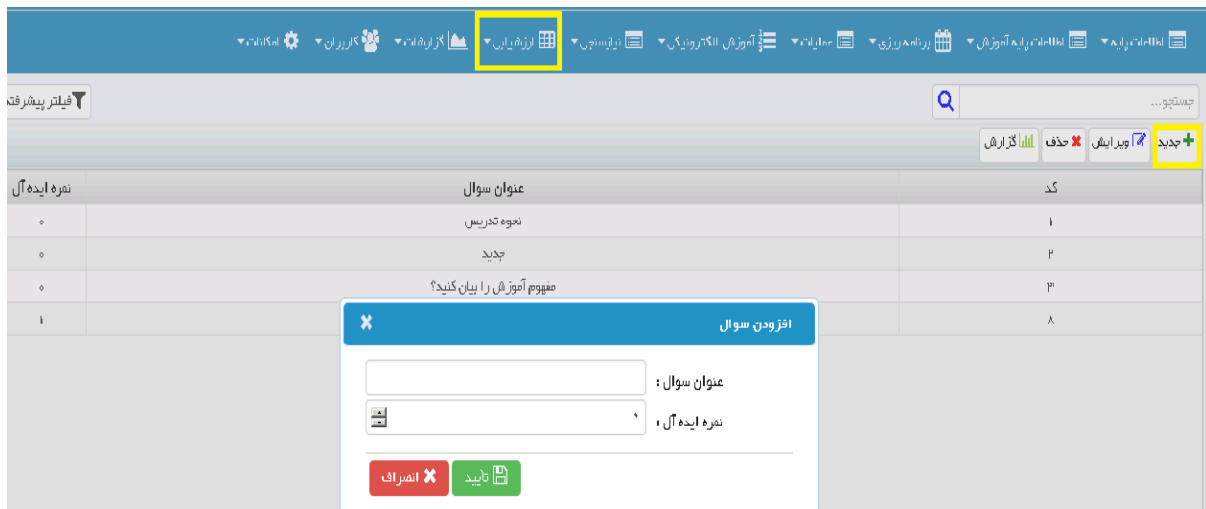 اطلاعات پایه اطلاعات پایه آموزش برنامه ریزی عملیات آموزش الکترونیکی نیازسنجی ارزشیابی گزارشات کاربران امکانات
جستجو... فیلتر پیشرفته
جدید ویرایش حذف گزارش
کد عنوان سوال نمره ایده آل
۱ نحوه تدریس ۰
۲ جدید ۰
۳ مفهوم آموزش را بیان کنید؟ ۰
۸ ۱
افزودن سوال
عنوان سوال :
نمره ایده آل : ۰
تایید انصراف